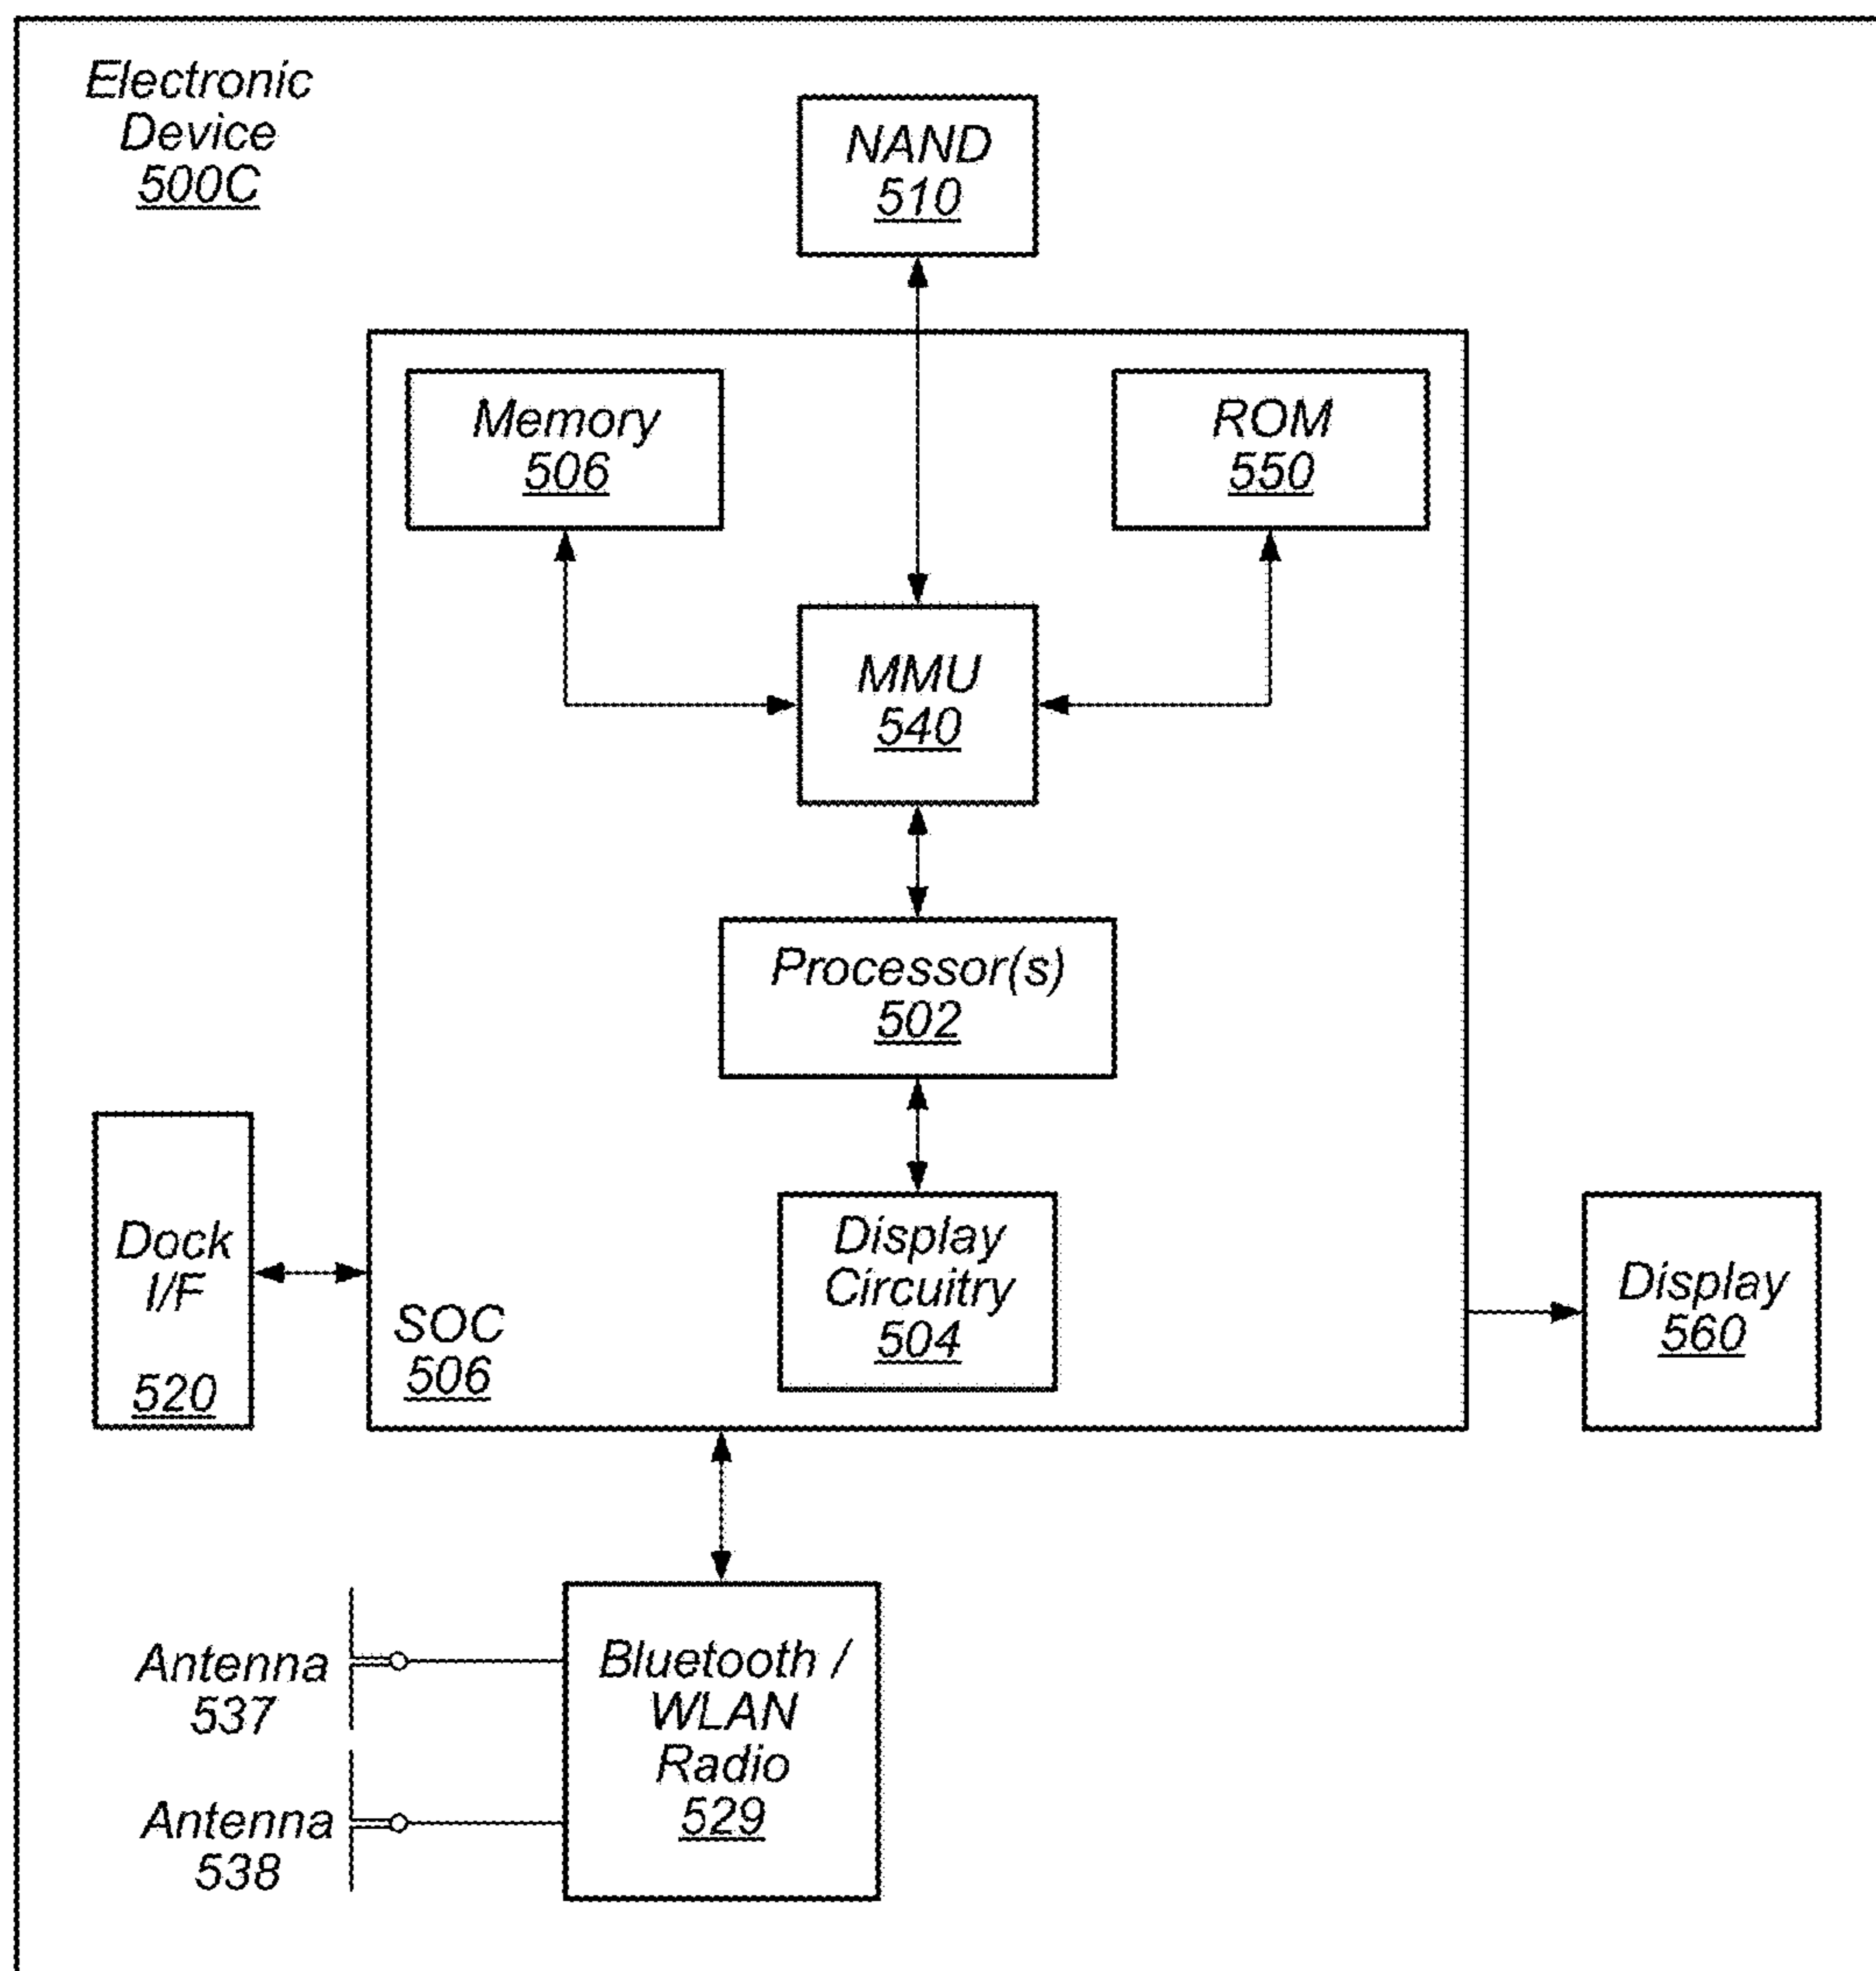 Electronic
Device
500C
NAND
510
Memory
506
ROM
550
MMU
540
Processor(s)
502
Display
Circuitry
504
SOC
506
Dock
I/F
520
Display
560
Bluetooth /
WLAN
Radio
529
Antenna
537
Antenna
538